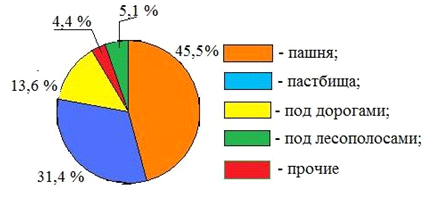 4,4 %
5,1 %
45,5%
13,6 %
31,4 %
- пашня;
- пастбища;
- под дорогами;
- под лесополосами;
- прочие